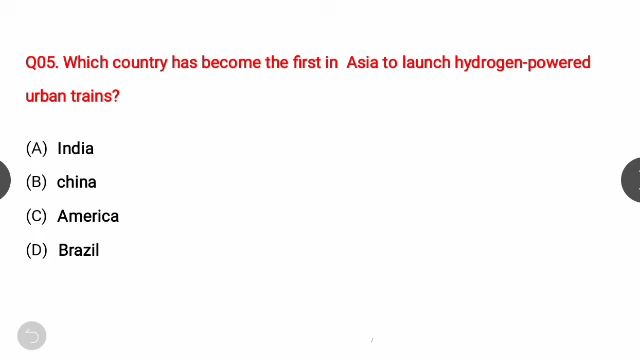 Q05. Which country has become the first in Asia to launch hydrogen-powered
urban trains?
(A) India
(B) china
(C) America
(D) Brazil